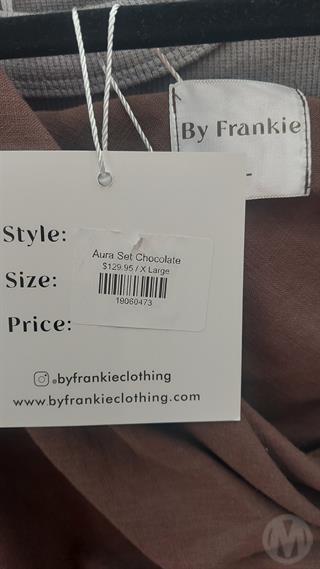 By Frankie
Style:
Size:
Price:
Aura Set Chocolate
$129.95 / X Large
19060473
@byfrankieclothing
www.byfrankieclothing.com
M